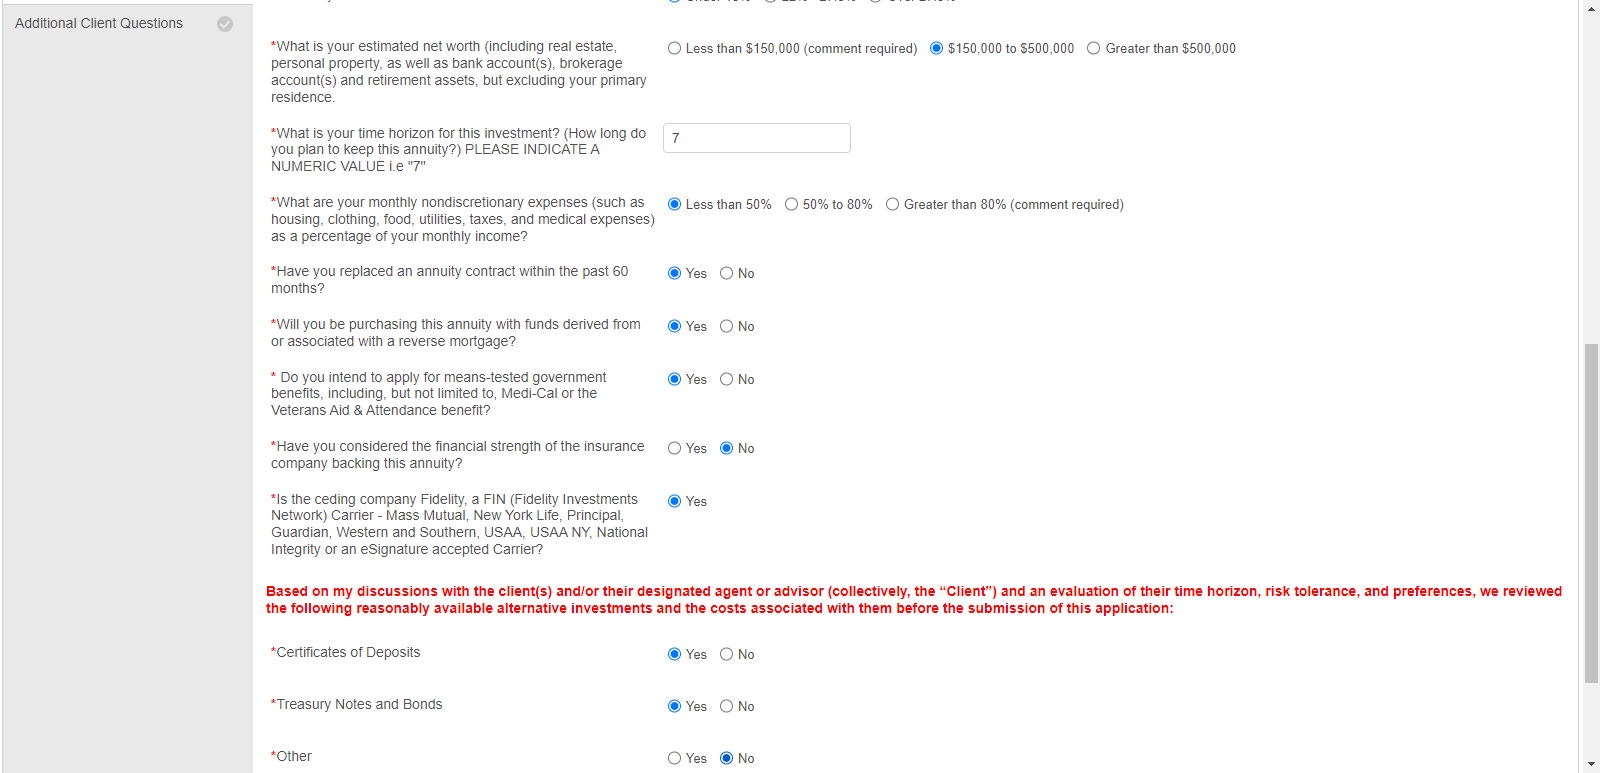 Additional Client Questions
*What is your estimated net worth (including real estate,
personal property, as well as bank account(s), brokerage
account(s) and retirement assets, but excluding your primary
residence.
Less than $150,000 (comment required) $150,000 to $500,000 Greater than $500,000
*What is your time horizon for this investment? (How long do
you plan to keep this annuity?) PLEASE INDICATE A
NUMERIC VALUE i.e "7"
7
*What are your monthly nondiscretionary expenses (such as
housing, clothing, food, utilities, taxes, and medical expenses)
as a percentage of your monthly income?
Less than 50% 50% to 80% Greater than 80% (comment required)
*Have you replaced an annuity contract within the past 60
months?
Yes No
*Will you be purchasing this annuity with funds derived from
or associated with a reverse mortgage?
Yes No
* Do you intend to apply for means-tested government
benefits, including, but not limited to, Medi-Cal or the
Veterans Aid & Attendance benefit?
Yes No
*Have you considered the financial strength of the insurance
company backing this annuity?
Yes No
*Is the ceding company Fidelity, a FIN (Fidelity Investments
Network) Carrier - Mass Mutual, New York Life, Principal,
Guardian, Western and Southern, USAA, USAA NY, National
Integrity or an eSignature accepted Carrier?
Yes
Based on my discussions with the client(s) and/or their designated agent or advisor (collectively, the “Client”) and an evaluation of their time horizon, risk tolerance, and preferences, we reviewed
the following reasonably available alternative investments and the costs associated with them before the submission of this application:
*Certificates of Deposits
Yes No
*Treasury Notes and Bonds
Yes No
*Other
Yes No